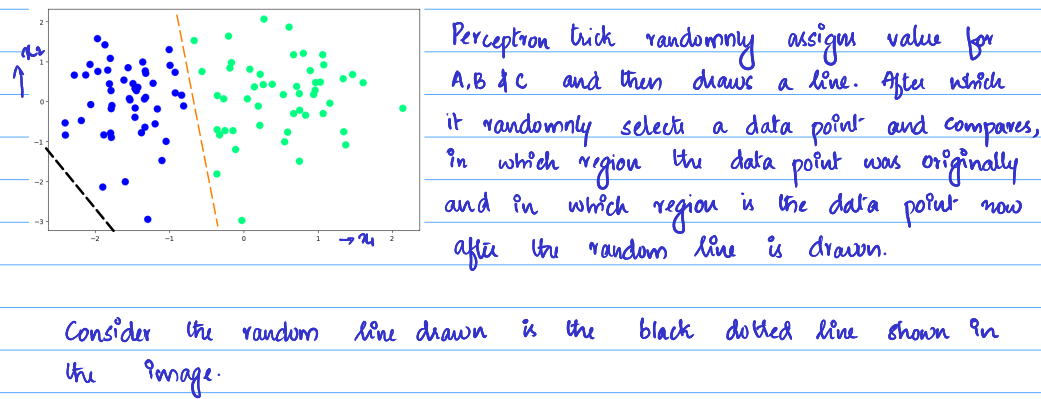 2
1
0
−1
−2
−3
x2
−2
−1
0
1
2
→ x1
Perceptron trick randomnly assigns value for
A,B & C and then draws a line. After which
it randomnly selects a data point and compares,
in which region the data point was originally
and in which region is the data point now
after the random line is drawn.
Consider the random line drawn is the black dotted line shown in
the image.